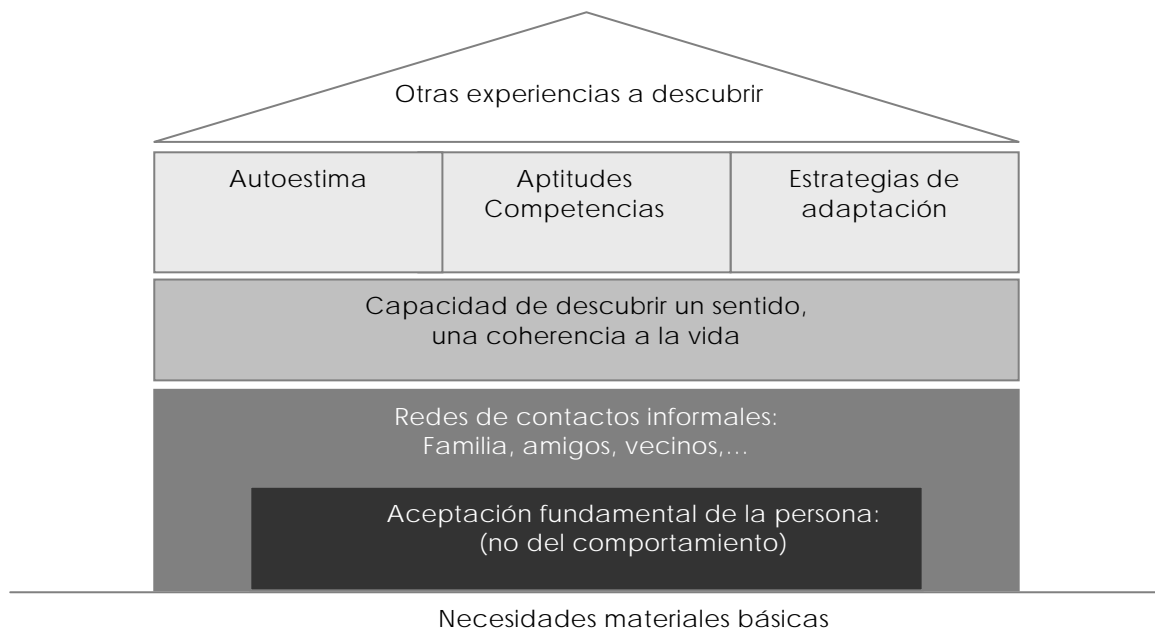 Otras experiencias a descubrir
Autoestima
Aptitudes
Competencias
Estrategias de
adaptación
Capacidad de descubrir un sentido,
una coherencia a la vida
Redes de contactos informales:
Familia, amigos, vecinos,...
Aceptación fundamental de la persona:
(no del comportamiento)
Necesidades materiales básicas